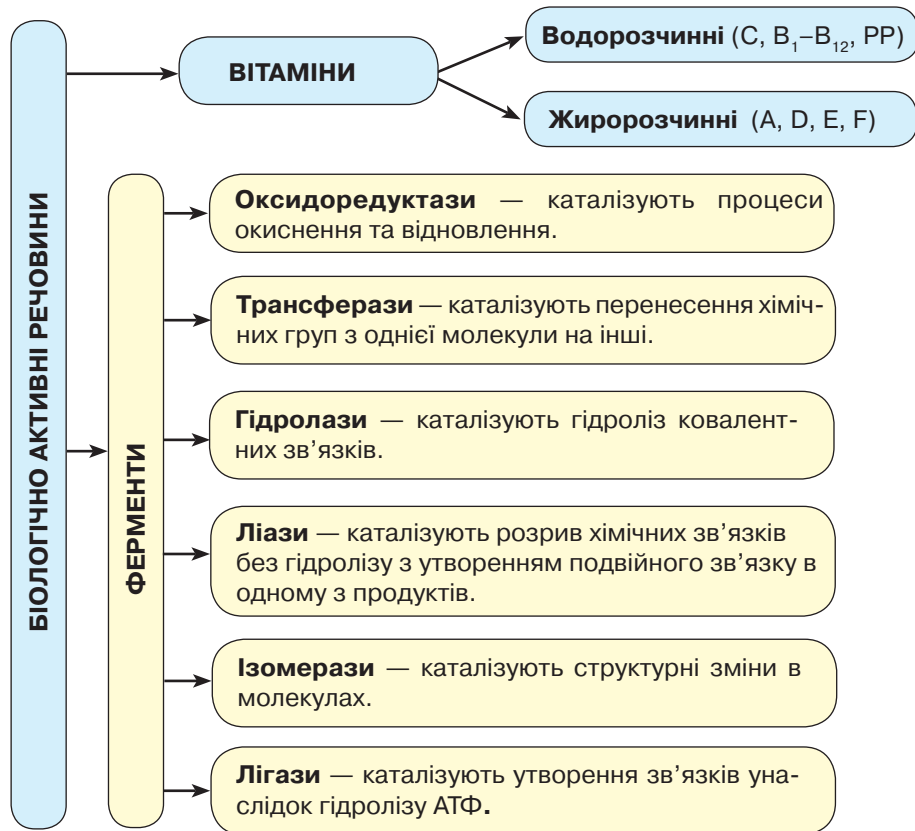 БІОЛОГІЧНО АКТИВНІ РЕЧОВИНИ
ВІТАМІНИ
Водорозчинні (C, B₁–B₁₂, PP)
Жиророзчинні (A, D, E, F)
ФЕРМЕНТИ
Оксидоредуктази — каталізують процеси
окиснення та відновлення.
Трансферази — каталізують перенесення хіміч-
них груп з однієї молекули на інші.
Гідролази — каталізують гідроліз ковалент-
них зв’язків.
Ліази — каталізують розрив хімічних зв’язків
без гідролізу з утворенням подвійного зв’язку в
одному з продуктів.
Ізомерази — каталізують структурні зміни в
молекулах.
Лігази — каталізують утворення зв’язків уна-
слідок гідролізу АТФ.